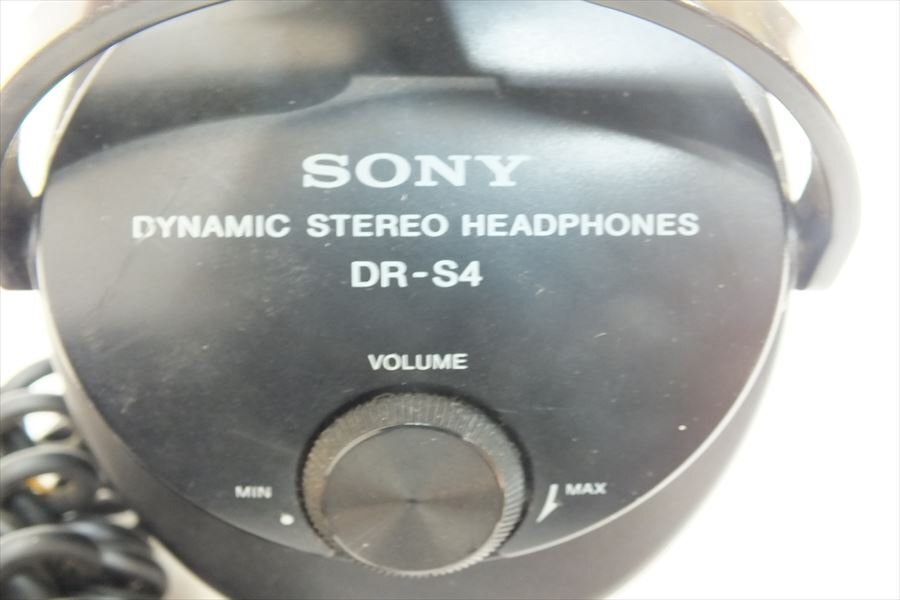 SONY
DYNAMIC STEREO HEADPHONES
DR-S4
VOLUME
MIN
MAX